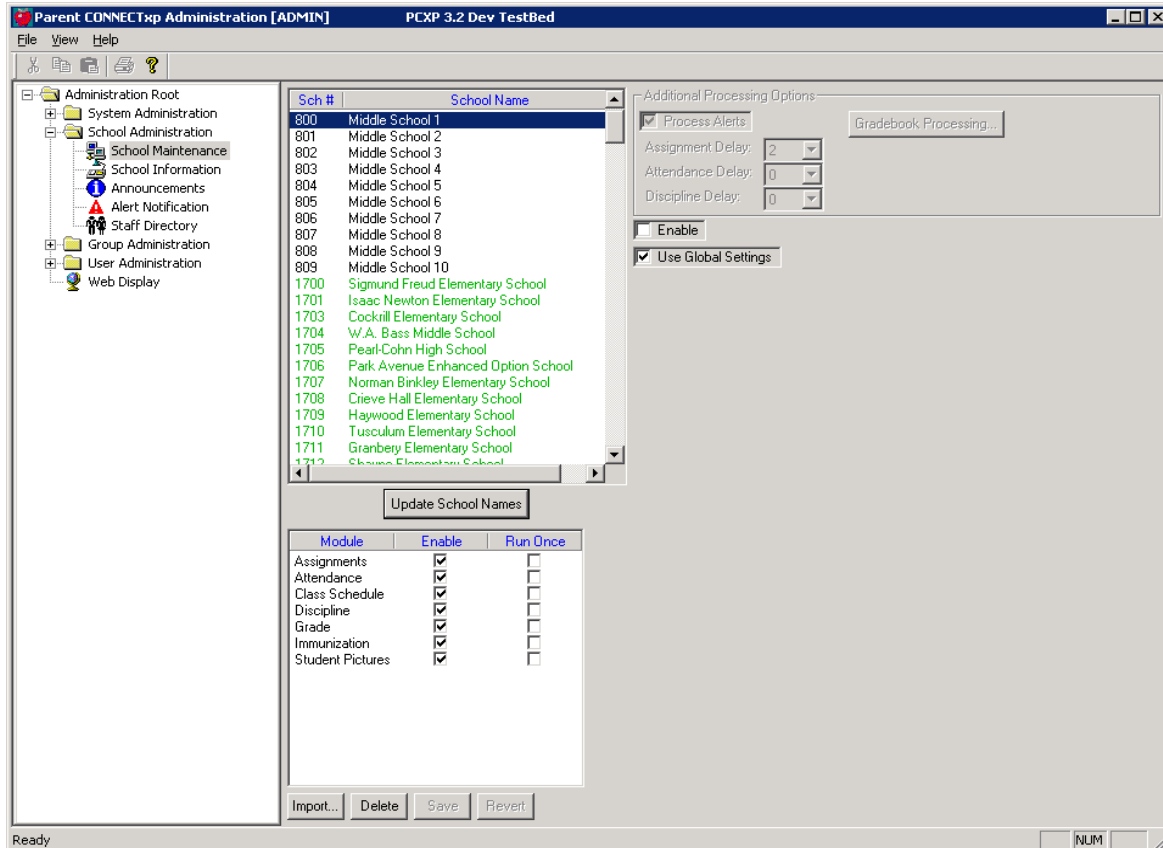 Parent CONNECTxp Administration [ADMIN] PCXP 3.2 Dev TestBed
File View Help
Administration Root
System Administration
School Administration
School Maintenance
School Information
Announcements
Alert Notification
Staff Directory
Group Administration
User Administration
Web Display
Sch # School Name
800 Middle School 1
801 Middle School 2
802 Middle School 3
803 Middle School 4
804 Middle School 5
805 Middle School 6
806 Middle School 7
807 Middle School 8
808 Middle School 9
809 Middle School 10
1700 Sigmund Freud Elementary School
1701 Isaac Newton Elementary School
1703 Cockrill Elementary School
1704 W.A. Bass Middle School
1705 Pearl-Cohn High School
1706 Park Avenue Enhanced Option School
1707 Norman Binkley Elementary School
1708 Crieve Hall Elementary School
1709 Haywood Elementary School
1710 Tusculum Elementary School
1711 Granbery Elementary School
1712 Shayne Elementary School
Update School Names
Module Enable Run Once
Assignments
Attendance
Class Schedule
Discipline
Grade
Immunization
Student Pictures
Import... Delete Save Revert
Additional Processing Options
Process Alerts Gradebook Processing...
Assignment Delay: 2
Attendance Delay: 0
Discipline Delay: 0
Enable
Use Global Settings
Ready NUM